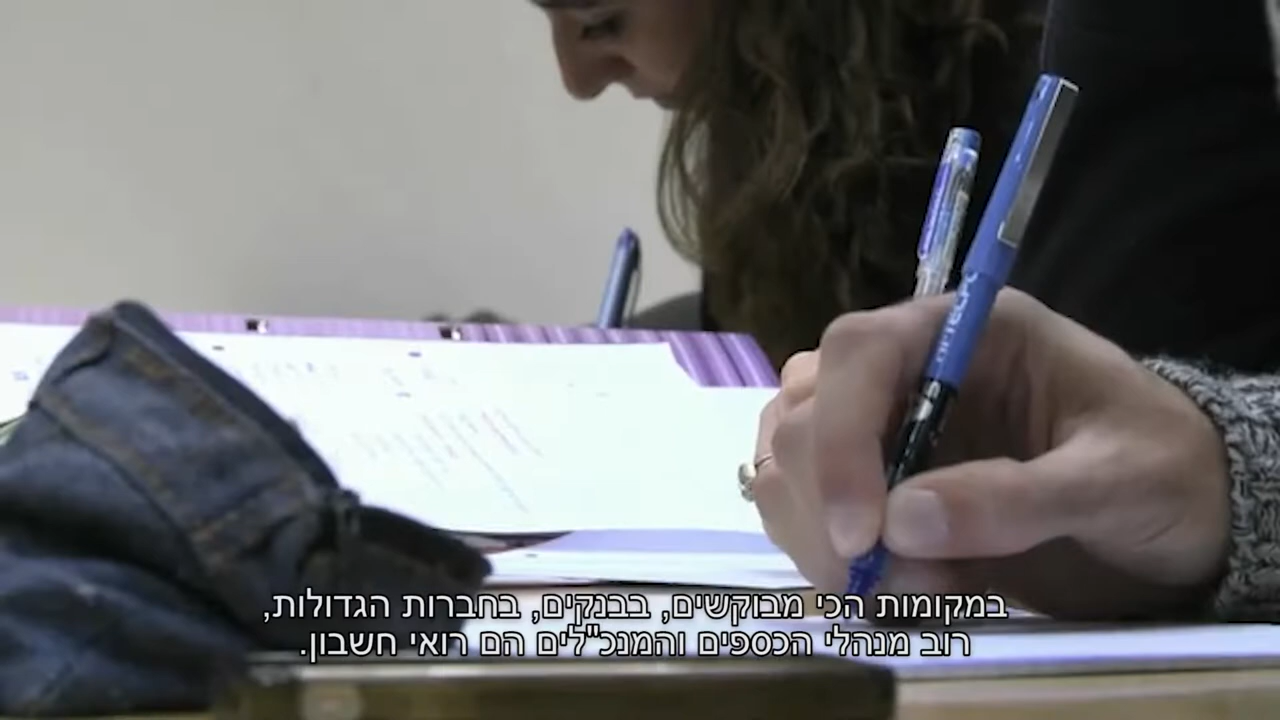 במקומות הכי מבוקשים, בבנקים, בחברות הגדולות,
רוב מנהלי הכספים והמנכ"לים הם רואי חשבון.